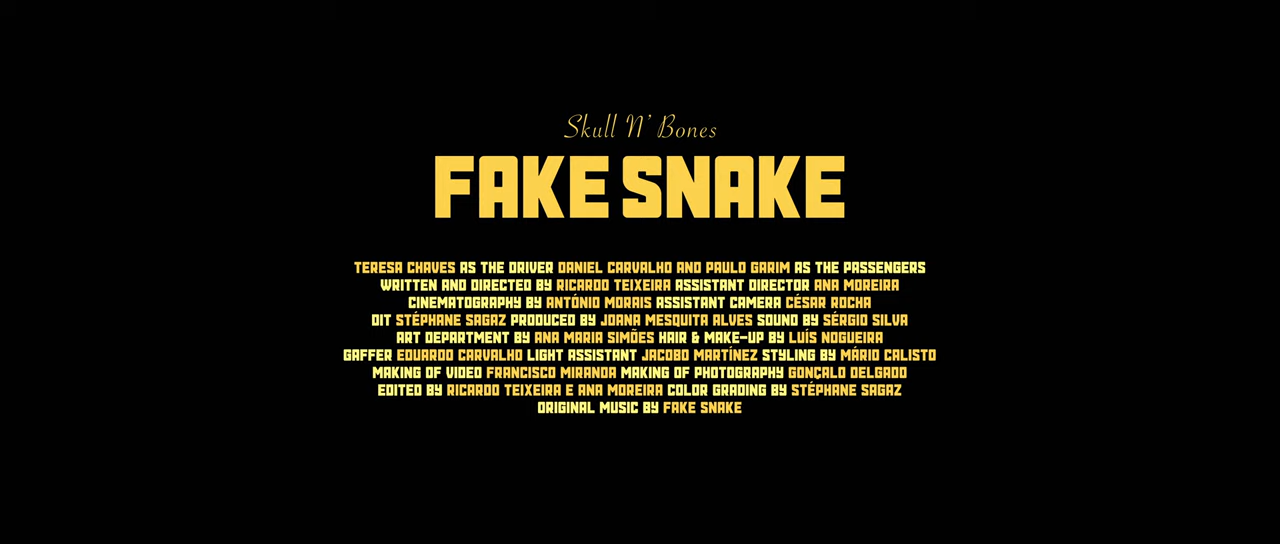 Skull N' Bones
FAKE SNAKE
TERESA CHAVES AS THE DRIVER DANIEL CARVALHO AND PAULO GARIM AS THE PASSENGERS
WRITTEN AND DIRECTED BY RICARDO TEIXEIRA ASSISTANT DIRECTOR ANA MOREIRA
CINEMATOGRAPHY BY ANTÓNIO MORAIS ASSISTANT CAMERA CÉSAR ROCHA
DIT STÉPHANE SAGAZ PRODUCED BY JOANA MESQUITA ALVES SOUND BY SÉRGIO SILVA
ART DEPARTMENT BY ANA MARIA SIMÕES HAIR & MAKE-UP BY LUÍS NOGUEIRA
GAFFER EDUARDO CARVALHO LIGHT ASSISTANT JACOBO MARTÍNEZ STYLING BY MÁRIO CALISTO
MAKING OF VIDEO FRANCISCO MIRANDA MAKING OF PHOTOGRAPHY GONÇALO DELGADO
EDITED BY RICARDO TEIXEIRA E ANA MOREIRA COLOR GRADING BY STÉPHANE SAGAZ
ORIGINAL MUSIC BY FAKE SNAKE